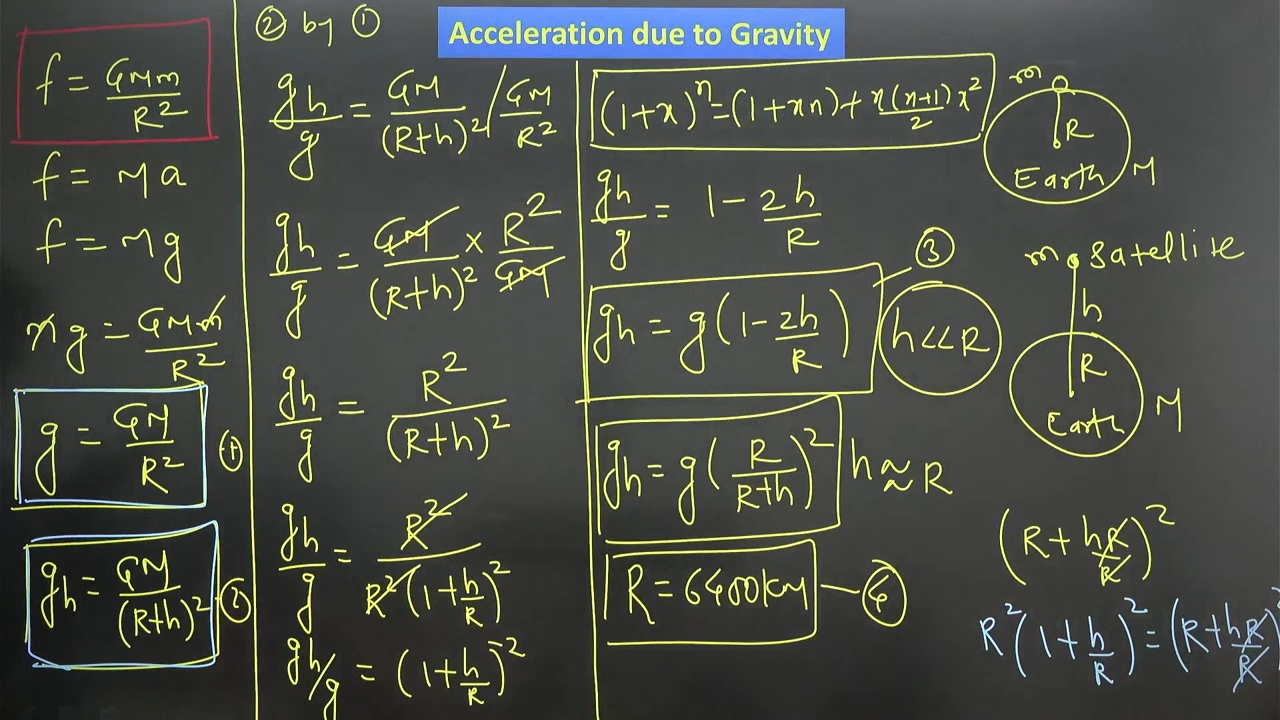 Acceleration due to Gravity
f = GMm/R²
f = Ma
f = Mg
mg = GMm/R²
g = GM/R² ①
gh = GM/(R+h)² ②
② by ①
gh/g = GM/(R+h)² / GM/R²
gh/g = GM/(R+h)² × R²/GM
gh/g = R²/(R+h)²
gh/g = R²/R²(1+h/R)²
gh/g = (1+h/R)⁻²
(1+x)ⁿ = (1+xn) + n(n+1)/2 x²
gh/g = 1 - 2h/R
gh = g(1 - 2h/R) ③
h<<R
gh = g(R/R+h)² h ≈ R
R = 6400km - ④
m
R
Earth M
m satellite
h
R
Earth M
(R + hR/R)²
R²(1 + h/R)² = (R + hR/R)²